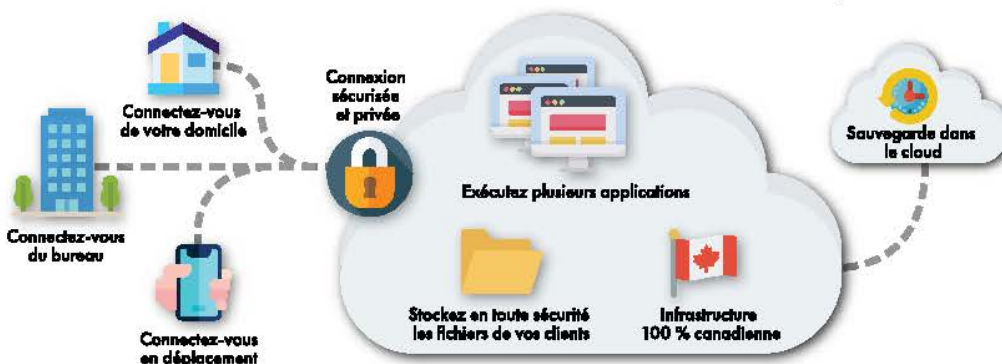 Connectez-vous
de votre domicile
Connectez-vous
du bureau
Connectez-vous
en déplacement
Connexion
sécurisée
et privée
Exécutez plusieurs applications
Stockez en toute sécurité
les fichiers de vos clients
Infrastructure
100 % canadienne
Sauvegarde dans
le cloud